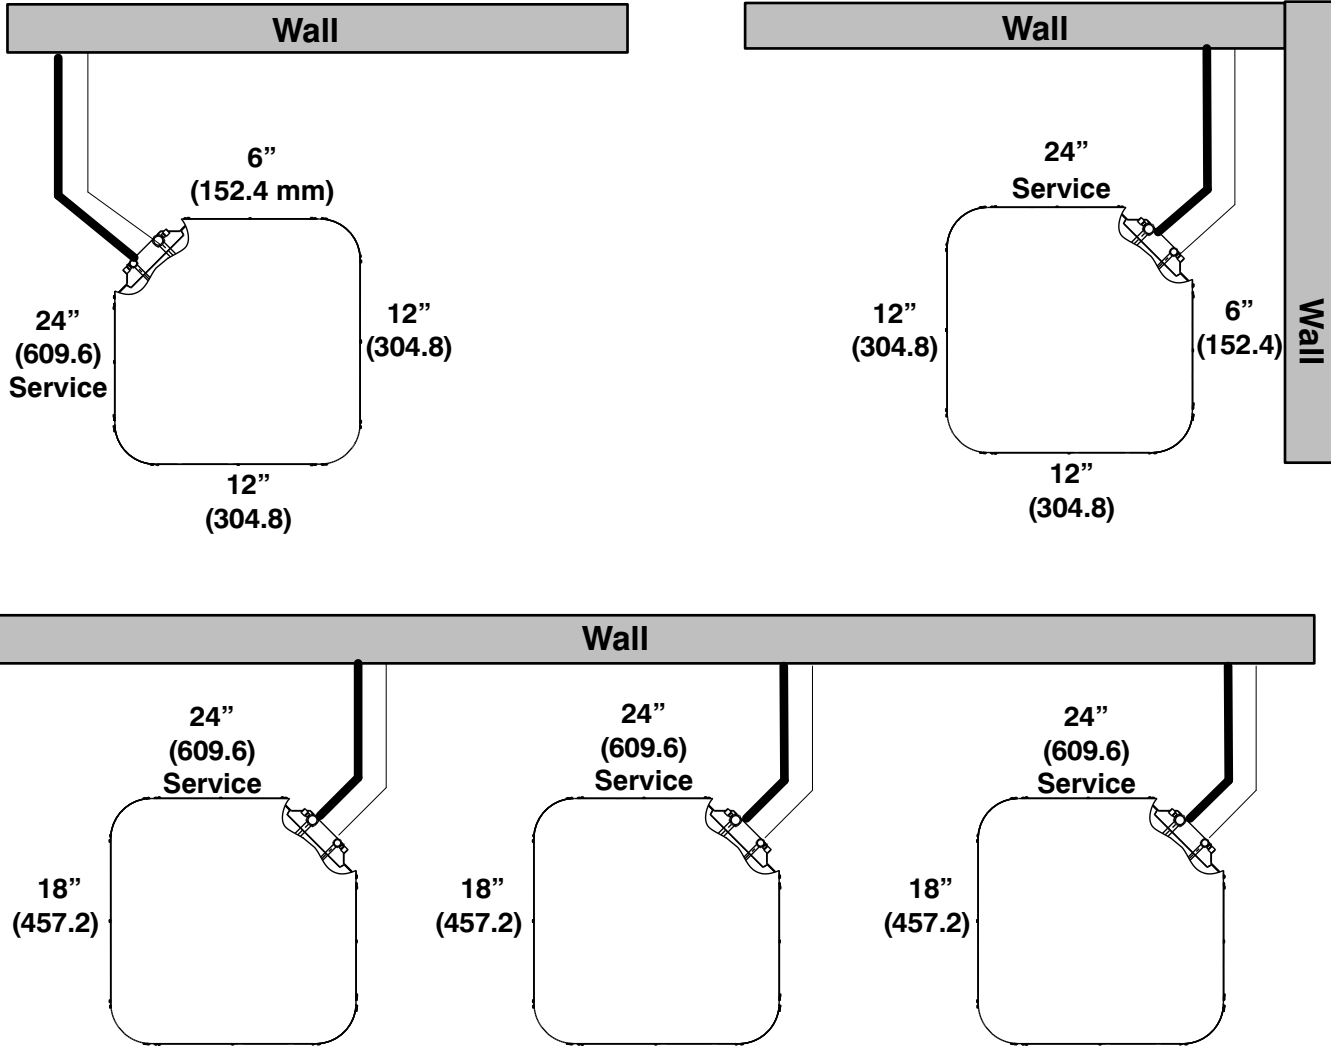 Wall
6”
(152.4 mm)
24”
(609.6)
Service
12”
(304.8)
12”
(304.8)
Wall
24”
Service
12”
(304.8)
6”
(152.4)
Wall
12”
(304.8)
Wall
24”
(609.6)
Service
18”
(457.2)
24”
(609.6)
Service
18”
(457.2)
24”
(609.6)
Service
18”
(457.2)